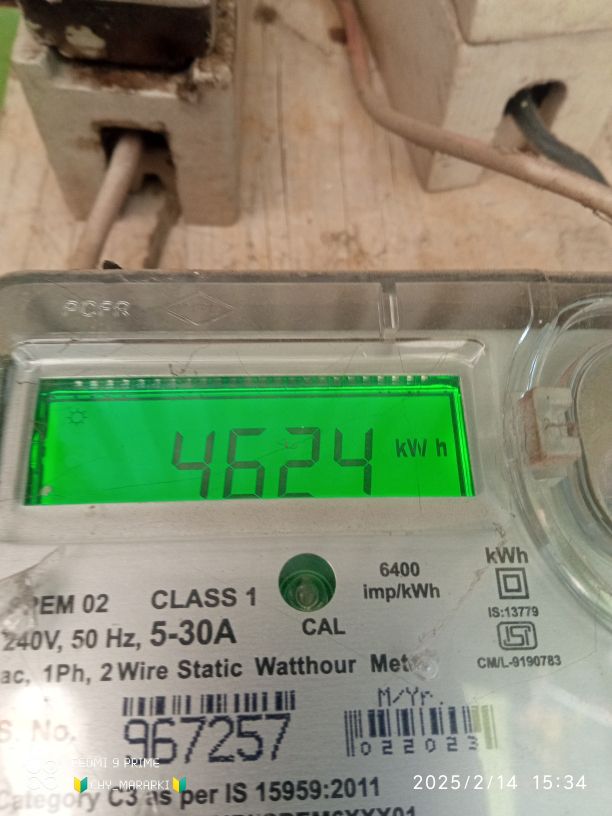 PCFR
4624 kWh
6400
imp/kWh
kWh
IS:13779
CM/L-9190783
CLASS 1
CAL
240V, 50 Hz, 5-30A
ac, 1Ph, 2 Wire Static Watthour
S. No.
967257
M/Yr.
022023
REDMI 9 PRIME
CHY_MARAPKI
2025/2/14 15:34
Category C3 as per IS 15959:2011